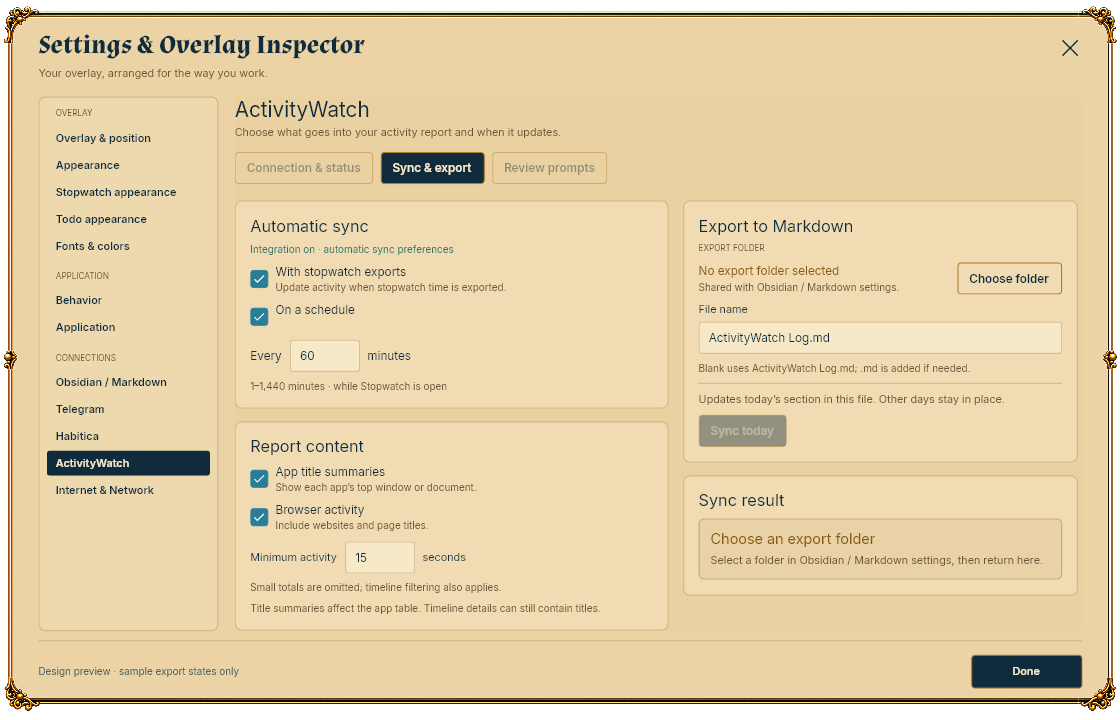 Settings & Overlay Inspector
Your overlay, arranged for the way you work.
OVERLAY
Overlay & position
Appearance
Stopwatch appearance
Todo appearance
Fonts & colors
APPLICATION
Behavior
Application
CONNECTIONS
Obsidian / Markdown
Telegram
Habitica
ActivityWatch
Internet & Network
ActivityWatch
Choose what goes into your activity report and when it updates.
Connection & status
Sync & export
Review prompts
Automatic sync
Integration on · automatic sync preferences
With stopwatch exports
Update activity when stopwatch time is exported.
On a schedule
Every 60 minutes
1–1,440 minutes · while Stopwatch is open
Report content
App title summaries
Show each app’s top window or document.
Browser activity
Include websites and page titles.
Minimum activity 15 seconds
Small totals are omitted; timeline filtering also applies.
Title summaries affect the app table. Timeline details can still contain titles.
Export to Markdown
EXPORT FOLDER
No export folder selected
Shared with Obsidian / Markdown settings.
Choose folder
File name
ActivityWatch Log.md
Blank uses ActivityWatch Log.md; .md is added if needed.
Updates today’s section in this file. Other days stay in place.
Sync today
Sync result
Choose an export folder
Select a folder in Obsidian / Markdown settings, then return here.
Design preview · sample export states only
Done